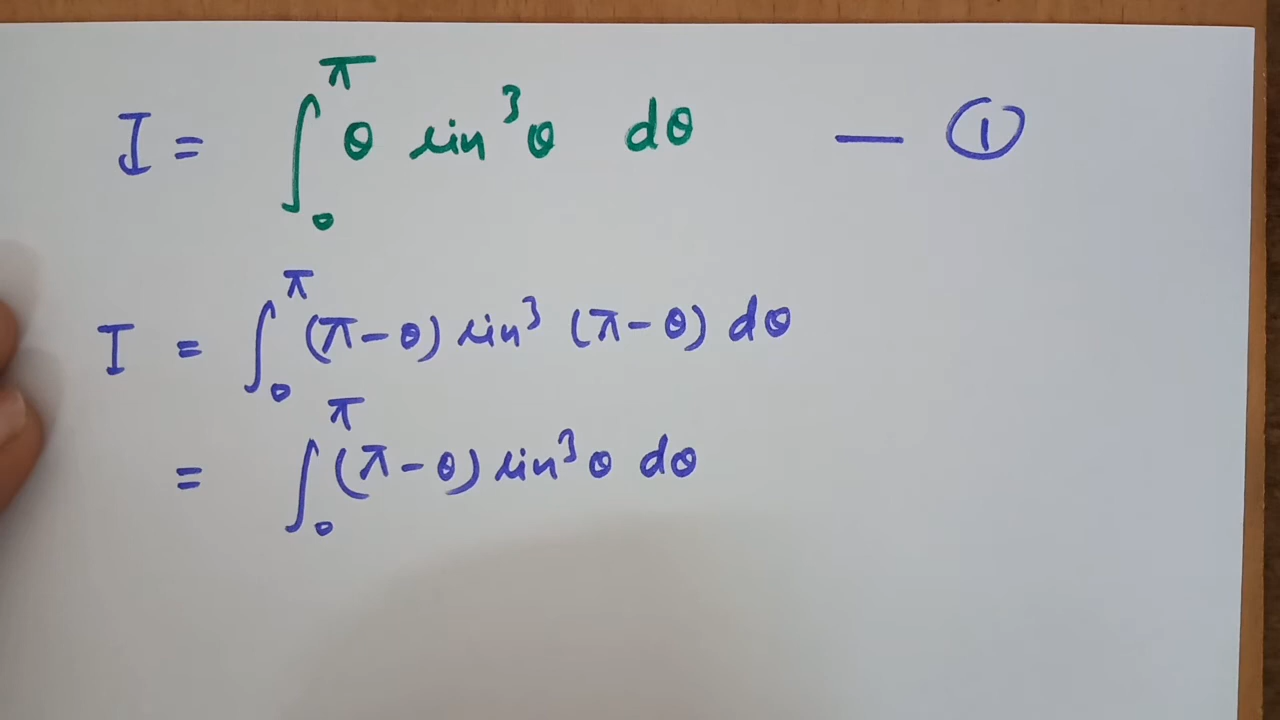 I = ∫₀^π θ sin³θ dθ — ①
I = ∫₀^π (π-θ) sin³ (π-θ) dθ
= ∫₀^π (π-θ) sin³θ dθ